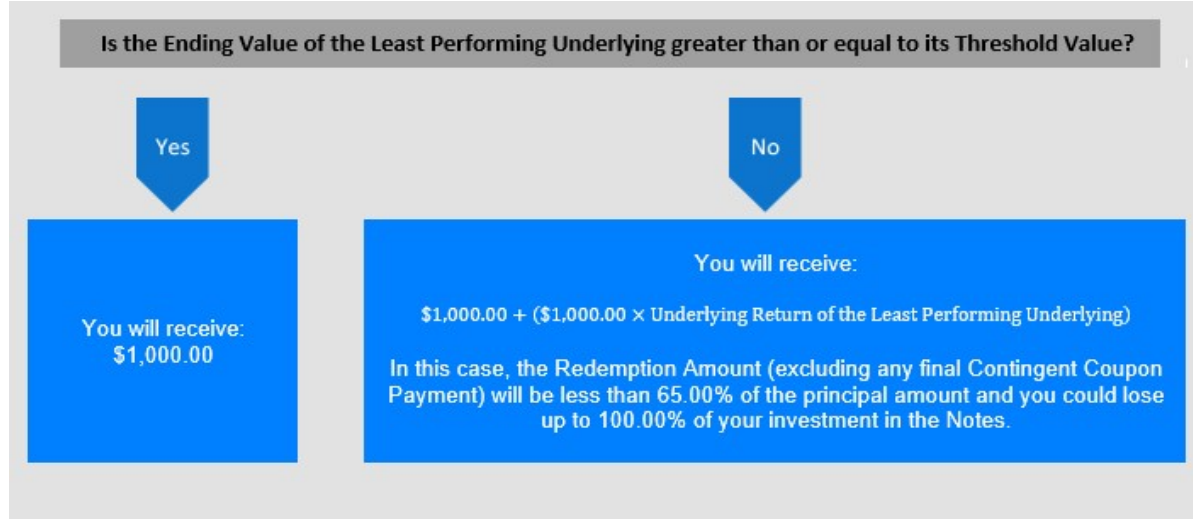 Is the Ending Value of the Least Performing Underlying greater than or equal to its Threshold Value?
Yes
No
You will receive:
$1,000.00
You will receive:
$1,000.00 + ($1,000.00 × Underlying Return of the Least Performing Underlying)
In this case, the Redemption Amount (excluding any final Contingent Coupon
Payment) will be less than 65.00% of the principal amount and you could lose
up to 100.00% of your investment in the Notes.